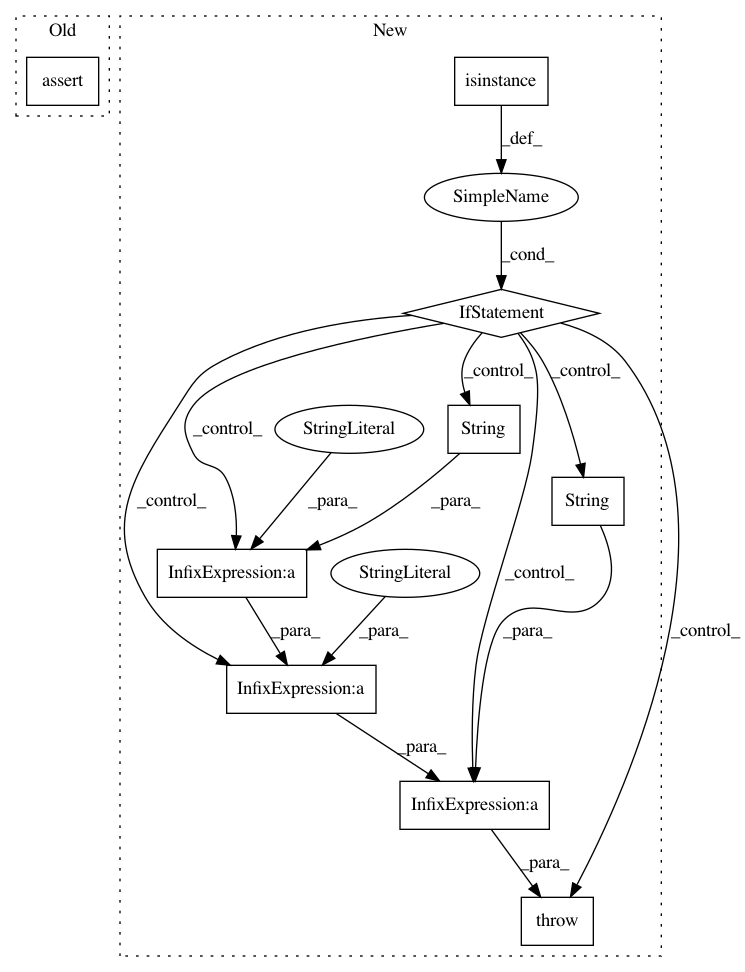 Old
New
assert
isinstance
_def_
SimpleName
_cond_
IfStatement
_control_
_control_
_control_
StringLiteral
String
_control_
_control_
_para_
_para_
String
InfixExpression:a
StringLiteral
_control_
_para_
_para_
_para_
_control_
InfixExpression:a
_para_
InfixExpression:a
_para_
throw